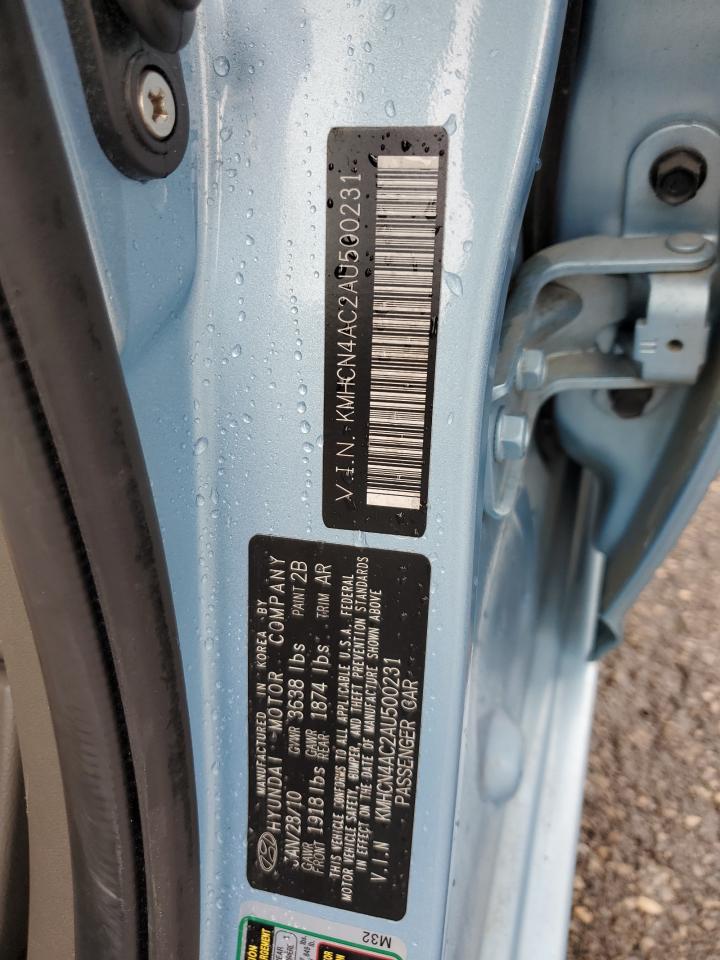 V.I.N. KMHCN4AC2AU500231
MANUFACTURED IN KOREA BY
HYUNDAI MOTOR COMPANY
JAN/28/10 GVWR 3638 lbs PAINT 2B
GAWR FRONT 1918 lbs GAWR REAR 1874 lbs TRIM AR
THIS VEHICLE CONFORMS TO ALL APPLICABLE U.S.A. FEDERAL
MOTOR VEHICLE SAFETY, BUMPER, AND THEFT PREVENTION STANDARDS
IN EFFECT ON THE DATE OF MANUFACTURE SHOWN ABOVE
V.I.N KMHCN4AC2AU500231
PASSENGER CAR
M32